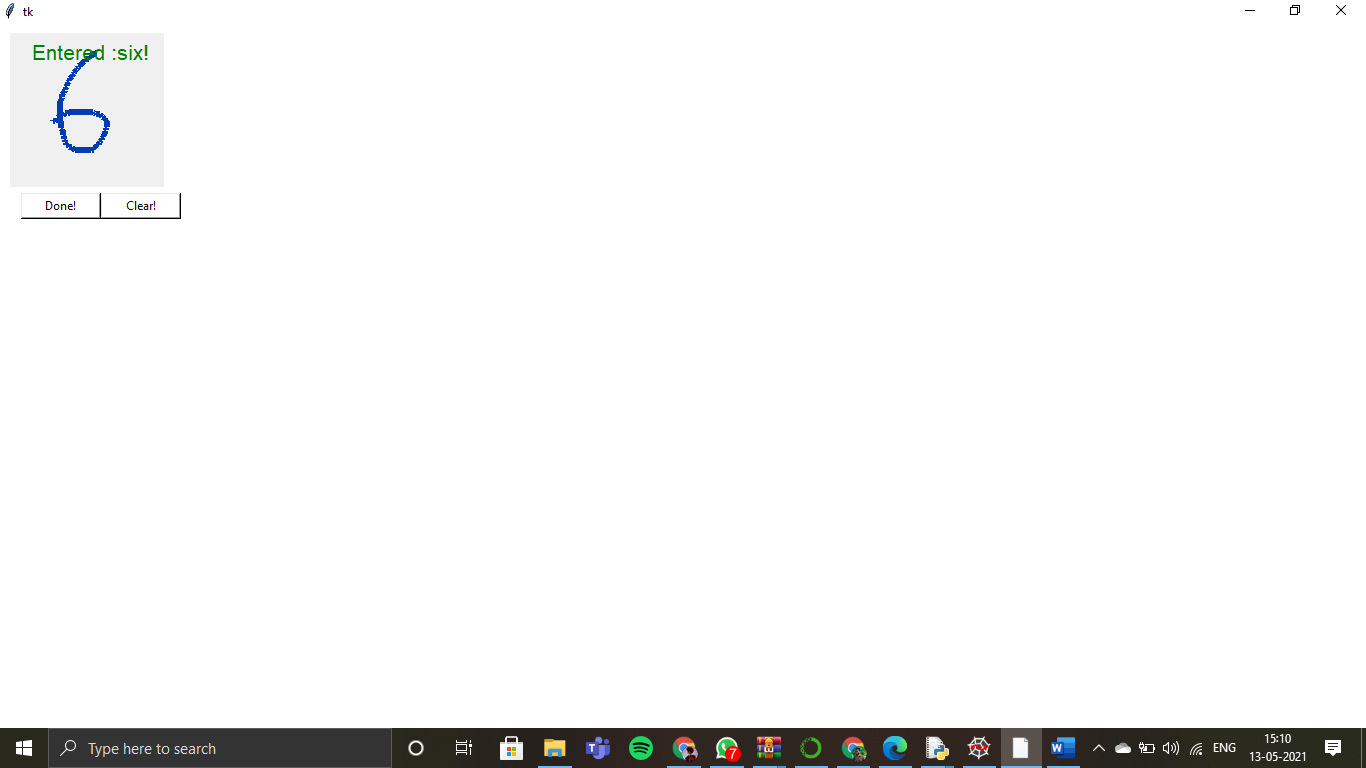 tk
Entered :six!
6
Done! Clear!
Type here to search
7
ENG
15:10
13-05-2021